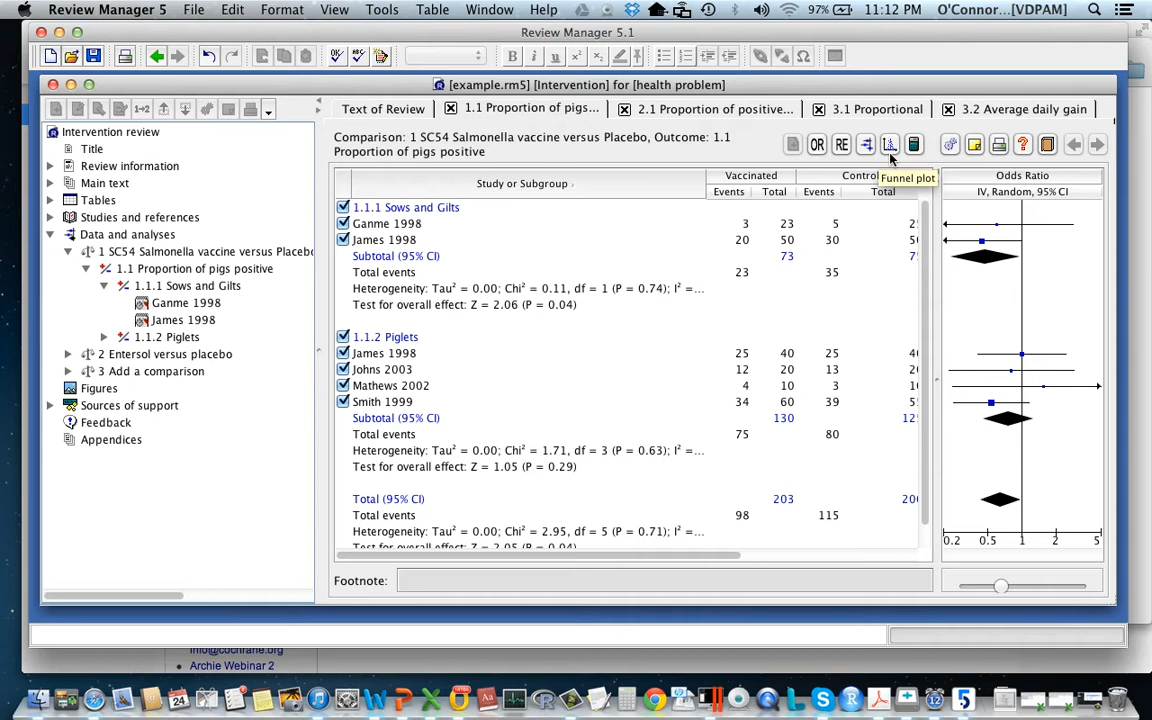 Review Manager 5 File Edit Format View Tools Table Window Help 97% 11:12 PM O'Connor...[VDPAM]
Review Manager 5.1
[example.rm5] [Intervention] for [health problem]
Text of Review 1.1 Proportion of pigs... 2.1 Proportion of positive... 3.1 Proportional 3.2 Average daily gain
Intervention review
Title
Review information
Main text
Tables
Studies and references
Data and analyses
1 SC54 Salmonella vaccine versus Placebo
1.1 Proportion of pigs positive
1.1.1 Sows and Gilts
Ganme 1998
James 1998
1.1.2 Piglets
2 Entersol versus placebo
3 Add a comparison
Figures
Sources of support
Feedback
Appendices
Comparison: 1 SC54 Salmonella vaccine versus Placebo, Outcome: 1.1
Proportion of pigs positive
OR RE
Funnel plot
Study or Subgroup Vaccinated Control Odds Ratio
Events Total Events Total IV, Random, 95% CI
1.1.1 Sows and Gilts
Ganme 1998 3 23 5
James 1998 20 50 30
Subtotal (95% CI) 73
Total events 23 35
Heterogeneity: Tau² = 0.00; Chi² = 0.11, df = 1 (P = 0.74); I² =...
Test for overall effect: Z = 2.06 (P = 0.04)
1.1.2 Piglets
James 1998 25 40 25
Johns 2003 12 20 13
Mathews 2002 4 10 3
Smith 1999 34 60 39
Subtotal (95% CI) 130
Total events 75 80
Heterogeneity: Tau² = 0.00; Chi² = 1.71, df = 3 (P = 0.63); I² =...
Test for overall effect: Z = 1.05 (P = 0.29)
Total (95% CI) 203
Total events 98 115
Heterogeneity: Tau² = 0.00; Chi² = 2.95, df = 5 (P = 0.71); I² =...
Test for overall effect: Z = 2.05 (P = 0.04)
0.2 0.5 1 2 5
Footnote:
info@cochrane.org
Archie Webinar 2